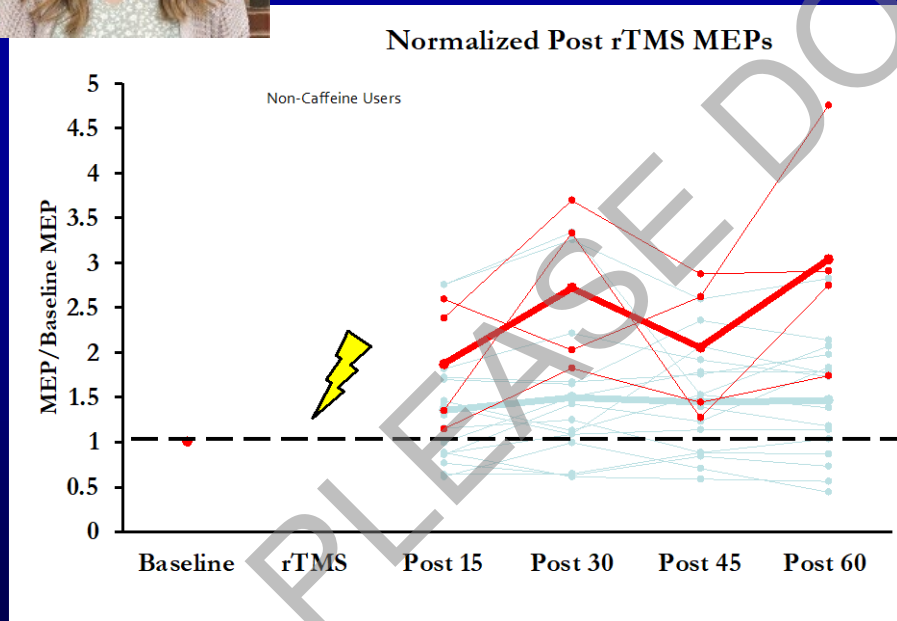 Normalized Post rTMS MEPs
Non-Caffeine Users
MEP/Baseline MEP
5
4.5
4
3.5
3
2.5
2
1.5
1
0.5
0
Baseline rTMS Post 15 Post 30 Post 45 Post 60
PLEASE DO